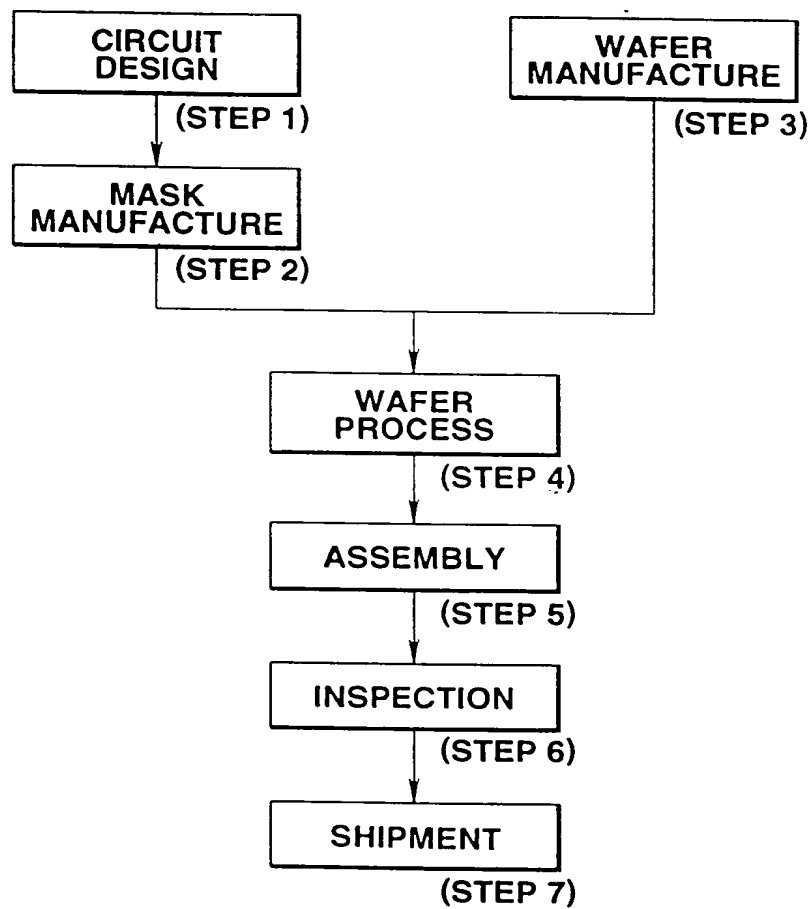 CIRCUIT
DESIGN
(STEP 1)
MASK
MANUFACTURE
(STEP 2)
WAFER
MANUFACTURE
(STEP 3)
WAFER
PROCESS
(STEP 4)
ASSEMBLY
(STEP 5)
INSPECTION
(STEP 6)
SHIPMENT
(STEP 7)